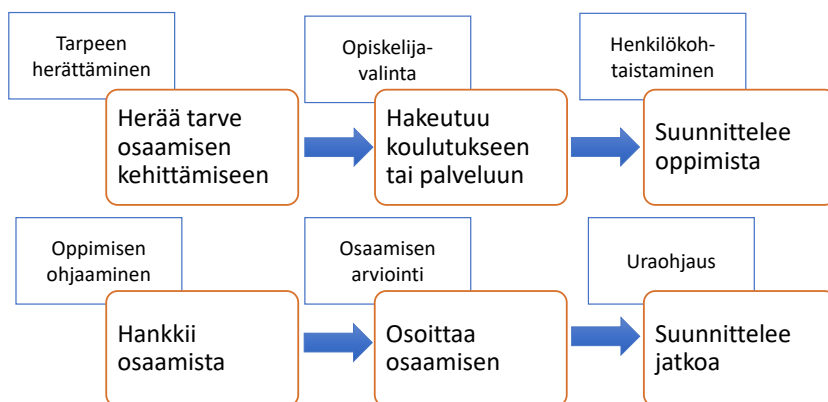 Tarpeen
herättäminen
Herää tarve
osaamisen
kehittämiseen
Opiskelija-
valinta
Hakeutuu
koulutukseen
tai palveluun
Henkilökoh-
taistaminen
Suunnittelee
oppimista
Oppimisen
ohjaaminen
Hankkii
osaamista
Osaamisen
arviointi
Osoittaa
osaamisen
Uraohjaus
Suunnittelee
jatkoa